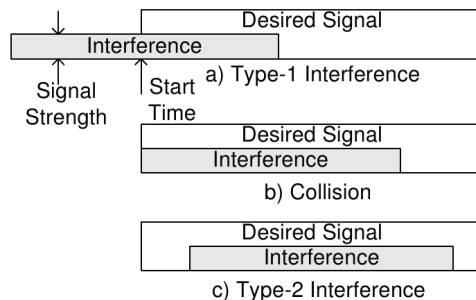 Desired Signal
Interference
a) Type-1 Interference
Signal
Strength
Start
Time
Desired Signal
Interference
b) Collision
Desired Signal
Interference
c) Type-2 Interference